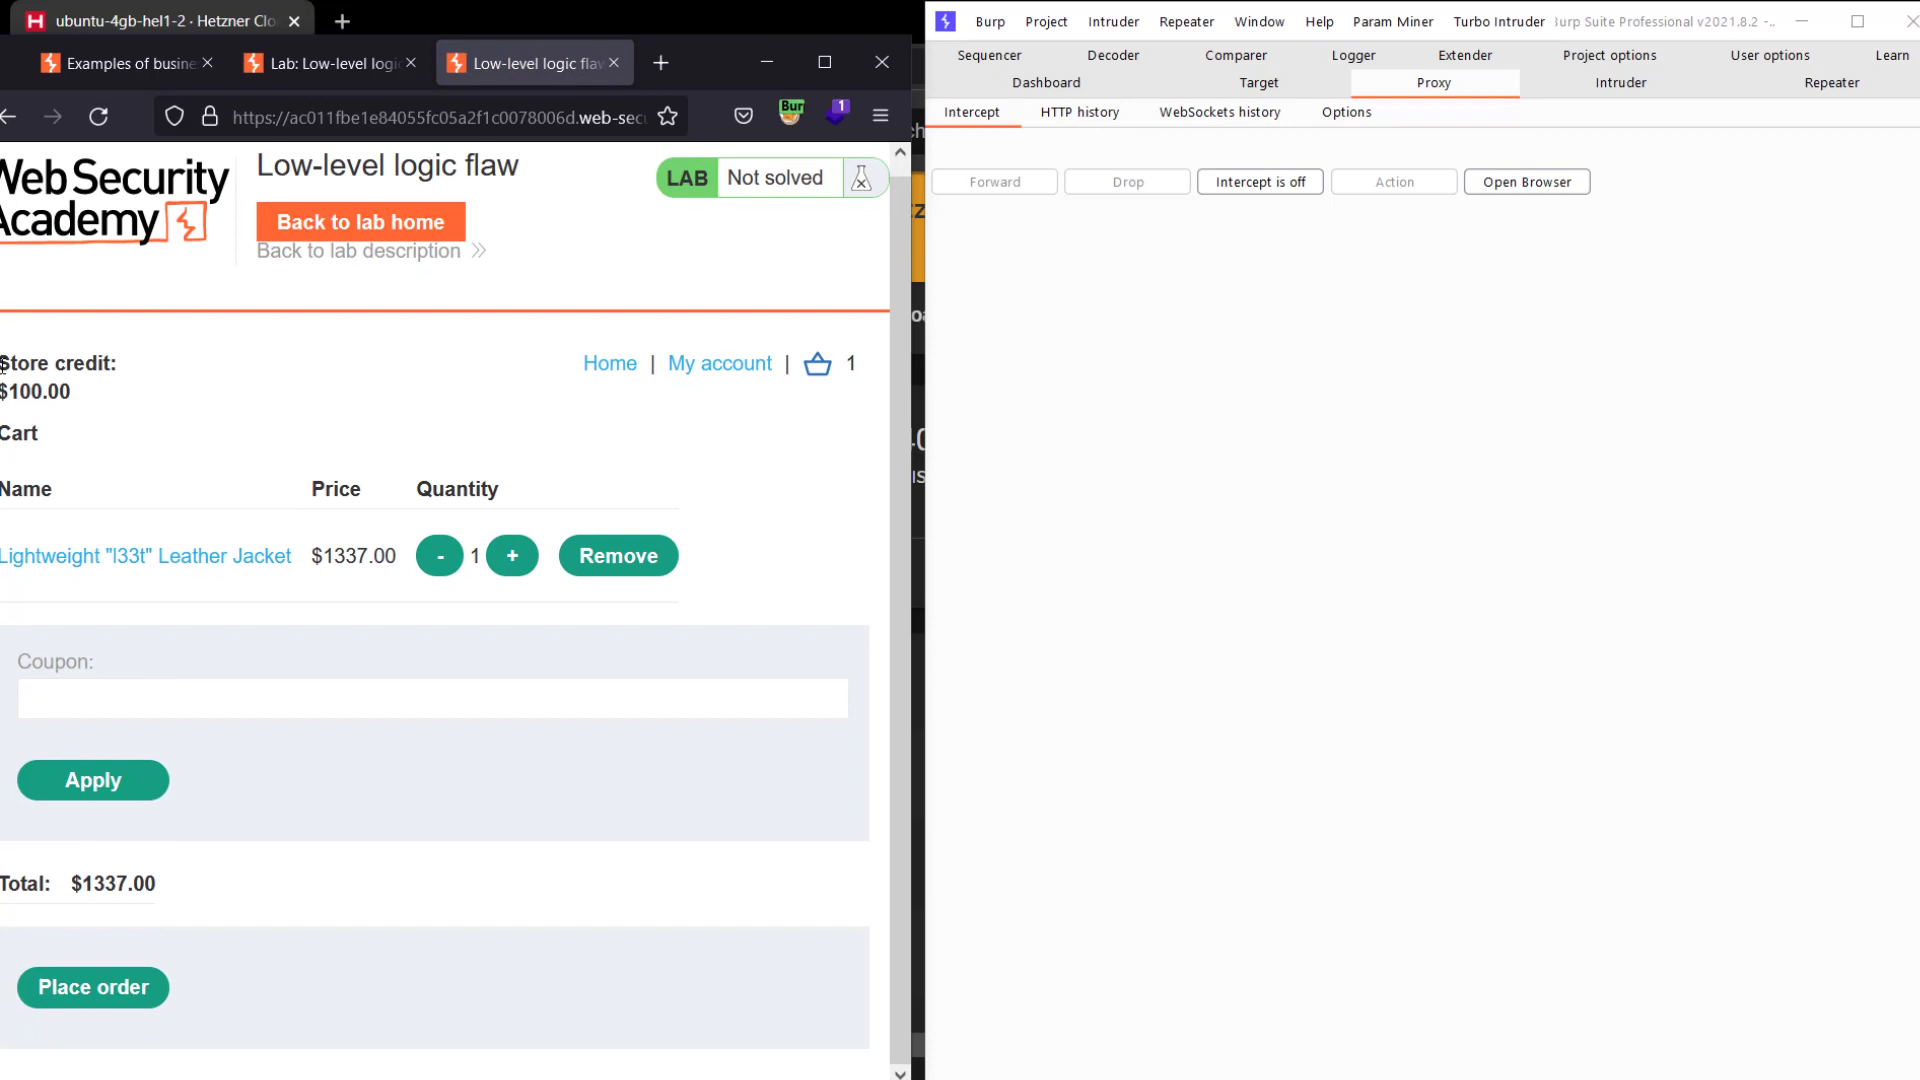 ubuntu-4gb-hel1-2 · Hetzner Clo
Examples of busine
Lab: Low-level logi
Low-level logic flaw
https://ac011fbe1e84055fc05a2f1c0078006d.web-sec
Bur
1
Web Security
Academy
Low-level logic flaw
Back to lab home
Back to lab description
LAB
Not solved
Store credit:
$100.00
Home | My account | 1
Cart
Name Price Quantity
Lightweight "l33t" Leather Jacket $1337.00 - 1 + Remove
Coupon:
Apply
Total: $1337.00
Place order
Burp Project Intruder Repeater Window Help Param Miner Turbo Intruder Burp Suite Professional v2021.8.2 -...
Sequencer Decoder Comparer Logger Extender Project options User options Learn
Dashboard Target Proxy Intruder Repeater
Intercept HTTP history WebSockets history Options
Forward Drop Intercept is off Action Open Browser